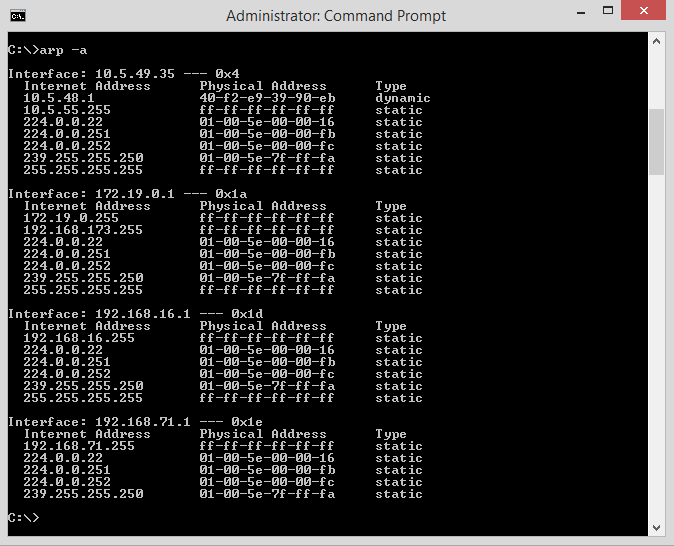 Administrator: Command Prompt
C:\>arp -a
Interface: 10.5.49.35 --- 0x4
  Internet Address      Physical Address      Type
  10.5.48.1             40-f2-e9-39-90-eb     dynamic
  10.5.55.255           ff-ff-ff-ff-ff-ff     static
  224.0.0.22            01-00-5e-00-00-16     static
  224.0.0.251           01-00-5e-00-00-fb     static
  224.0.0.252           01-00-5e-00-00-fc     static
  239.255.255.250       01-00-5e-7f-ff-fa     static
  255.255.255.255       ff-ff-ff-ff-ff-ff     static
Interface: 172.19.0.1 --- 0x1a
  Internet Address      Physical Address      Type
  172.19.0.255          ff-ff-ff-ff-ff-ff     static
  192.168.173.255       ff-ff-ff-ff-ff-ff     static
  224.0.0.22            01-00-5e-00-00-16     static
  224.0.0.251           01-00-5e-00-00-fb     static
  224.0.0.252           01-00-5e-00-00-fc     static
  239.255.255.250       01-00-5e-7f-ff-fa     static
  255.255.255.255       ff-ff-ff-ff-ff-ff     static
Interface: 192.168.16.1 --- 0x1d
  Internet Address      Physical Address      Type
  192.168.16.255        ff-ff-ff-ff-ff-ff     static
  224.0.0.22            01-00-5e-00-00-16     static
  224.0.0.251           01-00-5e-00-00-fb     static
  224.0.0.252           01-00-5e-00-00-fc     static
  239.255.255.250       01-00-5e-7f-ff-fa     static
  255.255.255.255       ff-ff-ff-ff-ff-ff     static
Interface: 192.168.71.1 --- 0x1e
  Internet Address      Physical Address      Type
  192.168.71.255        ff-ff-ff-ff-ff-ff     static
  224.0.0.22            01-00-5e-00-00-16     static
  224.0.0.251           01-00-5e-00-00-fb     static
  224.0.0.252           01-00-5e-00-00-fc     static
  239.255.255.250       01-00-5e-7f-ff-fa     static
C:\>